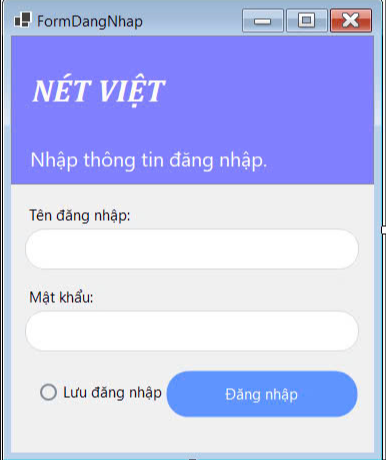 FormDangNhap
NÉT VIỆT
Nhập thông tin đăng nhập.
Tên đăng nhập:
Mật khẩu:
Lưu đăng nhập
Đăng nhập